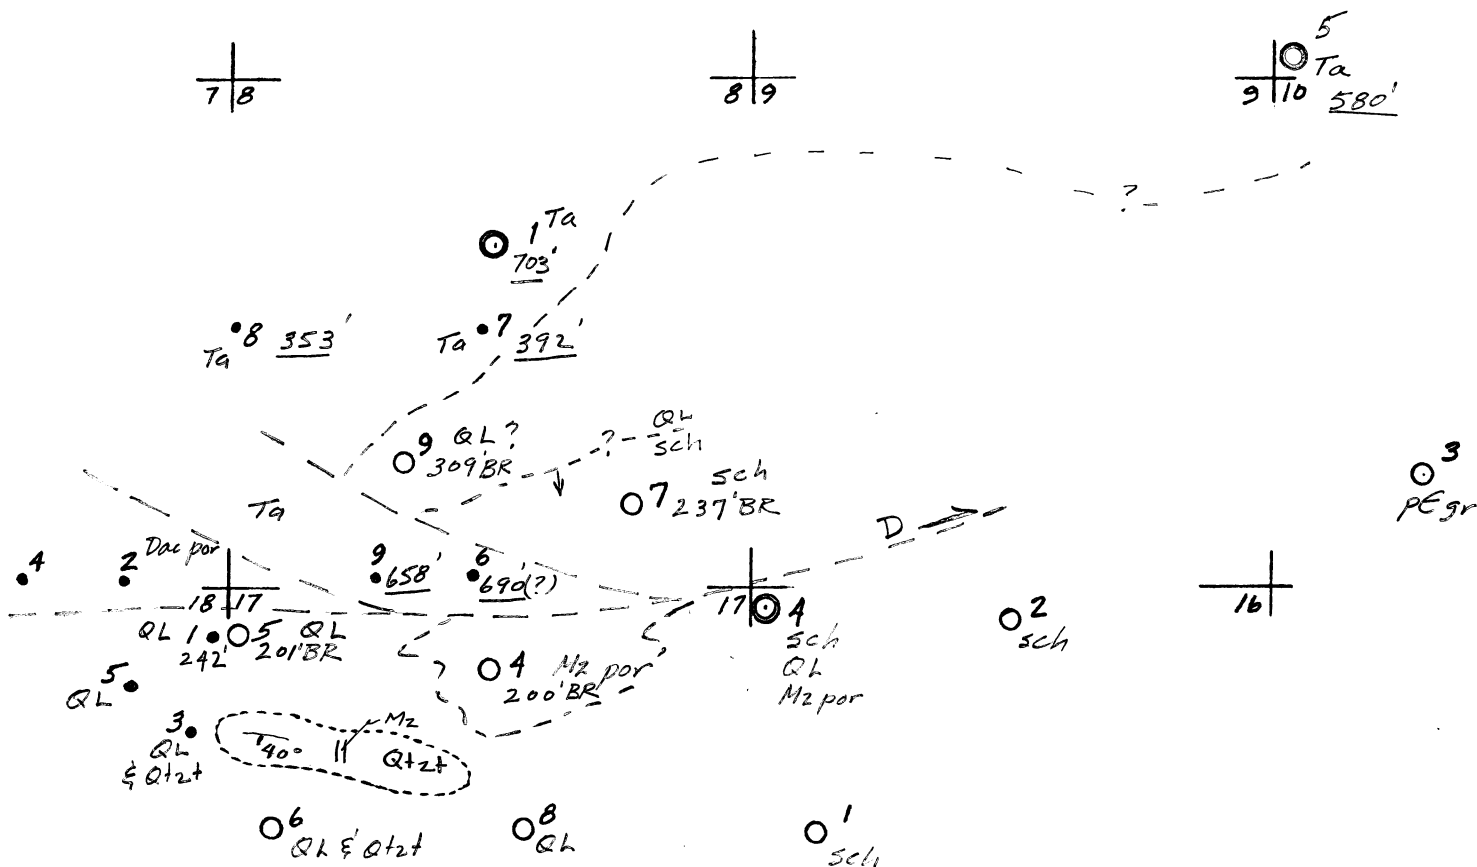 5
Ta
580'
7 8
8 9
9 10
1 Ta
703'
?
8 353'
Ta
Ta 7 392'
9 QL ?
309' BR
? QL
sch
sch
7 237' BR
3
p€gr
Ta
D
4
2 Dac por
9
658'
6
690'(?)
18 17
17
16
QL 1
242'
5 QL
201' BR
4
sch
QL
Mz por
2
sch
5
QL
4 Mz por
200' BR
3
QL
& Qtzt
40°
Mz
Qtzt
6
QL & Qtzt
8
QL
1
sch